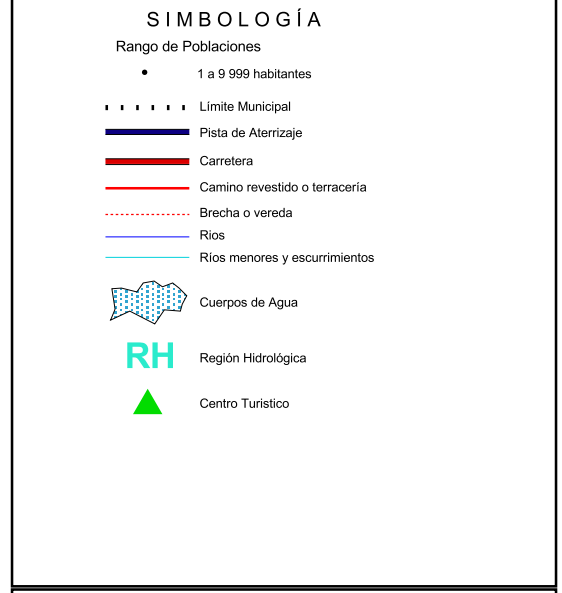 SIMBOLOGÍA
Rango de Poblaciones
1 a 9 999 habitantes
Límite Municipal
Pista de Aterrizaje
Carretera
Camino revestido o terracería
Brecha o vereda
Rios
Ríos menores y escurrimientos
Cuerpos de Agua
RH Región Hidrológica
Centro Turistico